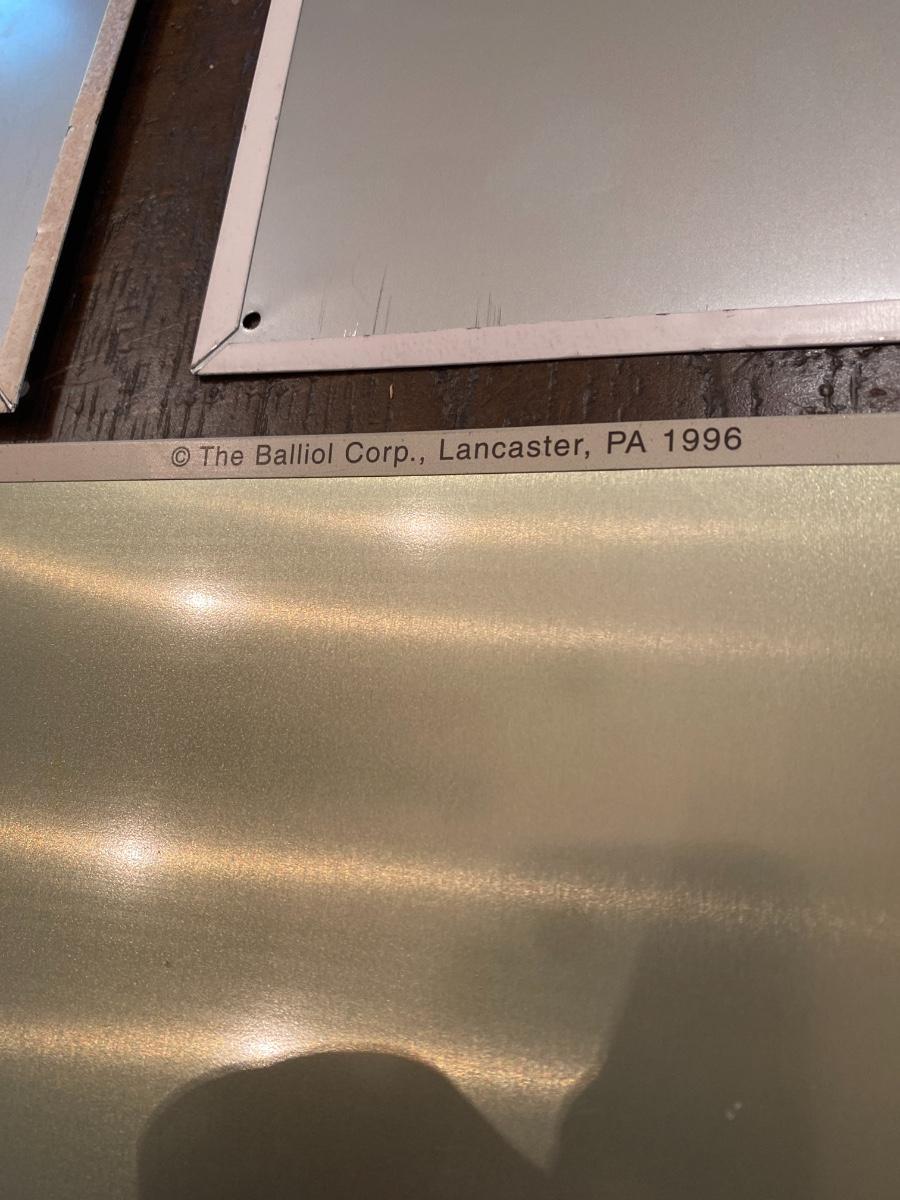 © The Balliol Corp., Lancaster, PA 1996